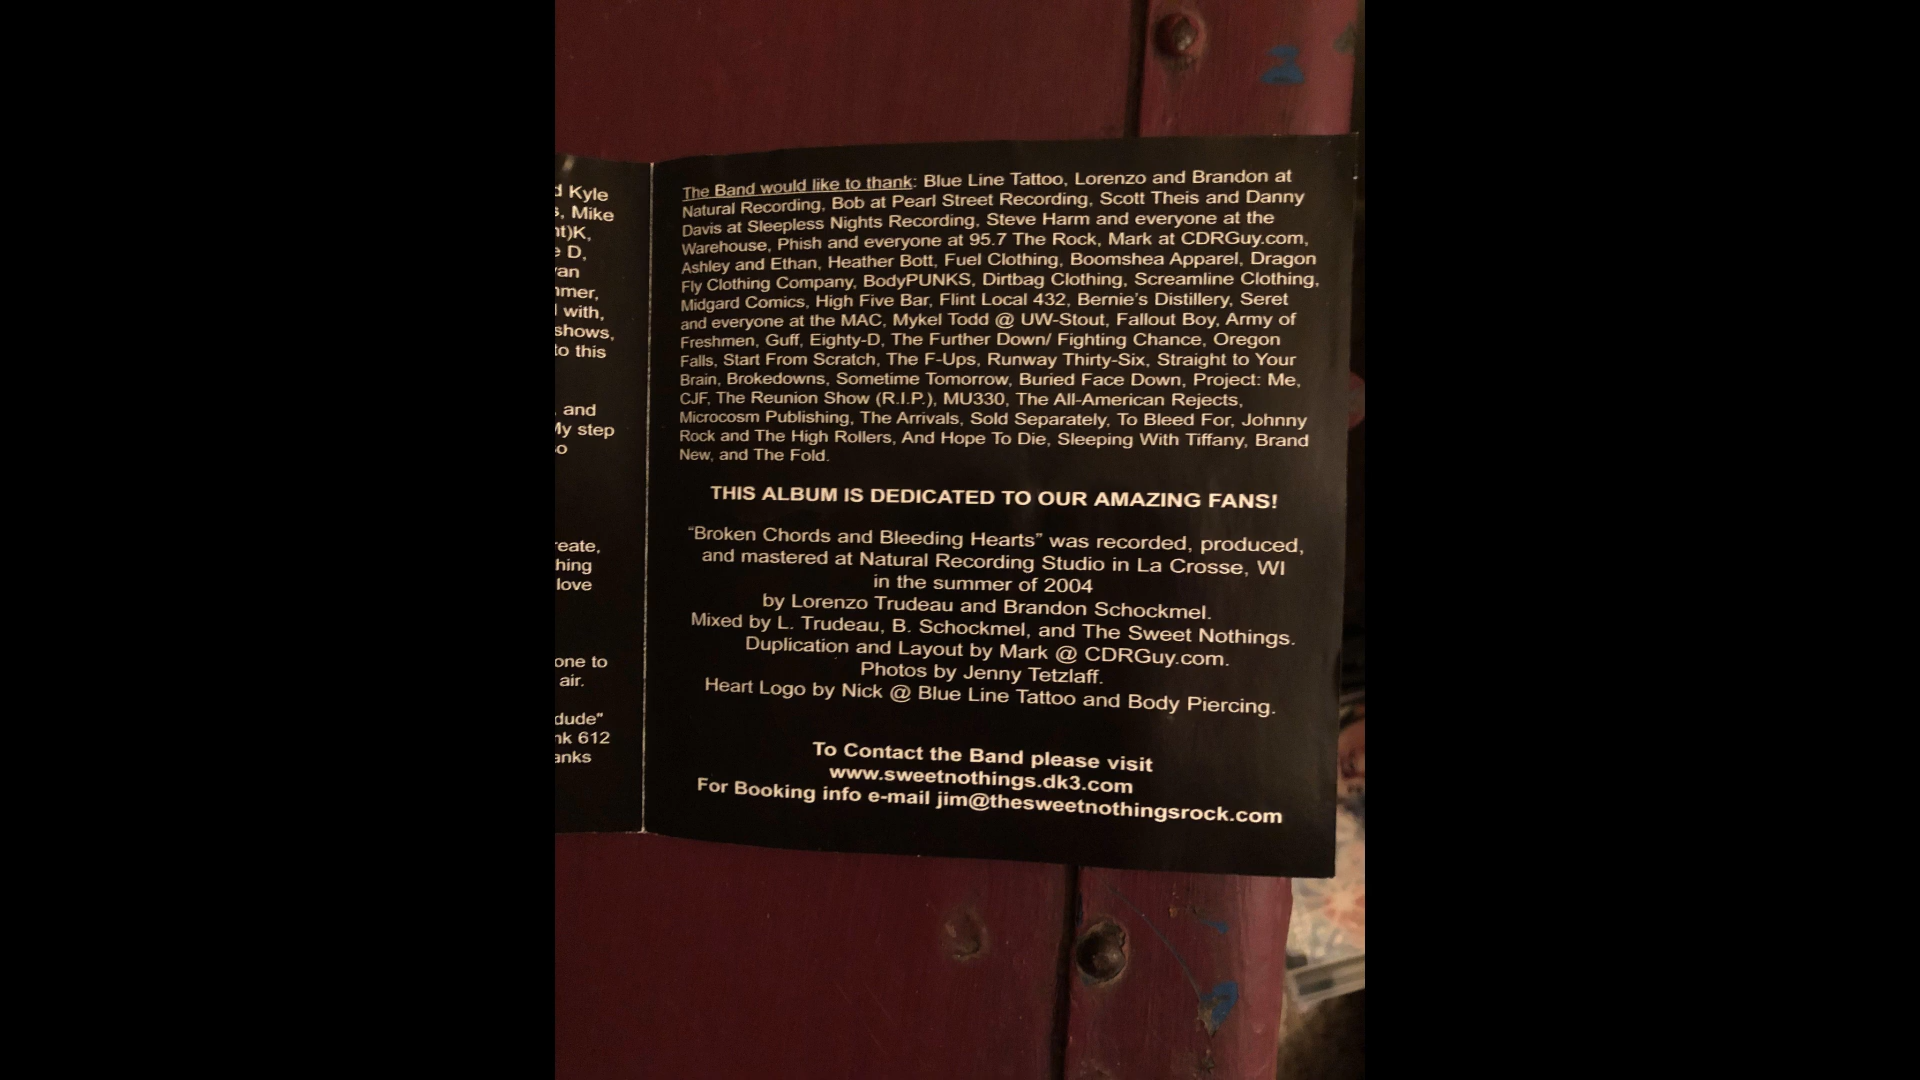 d Kyle
s, Mike
nt)K,
e D,
van
mmer,
l with,
shows,
to this
, and
My step
so
reate,
hing
love
one to
air.
dude"
nk 612
anks
The Band would like to thank: Blue Line Tattoo, Lorenzo and Brandon at
Natural Recording, Bob at Pearl Street Recording, Scott Theis and Danny
Davis at Sleepless Nights Recording, Steve Harm and everyone at the
Warehouse, Phish and everyone at 95.7 The Rock, Mark at CDRGuy.com,
Ashley and Ethan, Heather Bott, Fuel Clothing, Boomshea Apparel, Dragon
Fly Clothing Company, BodyPUNKS, Dirtbag Clothing, Screamline Clothing,
Midgard Comics, High Five Bar, Flint Local 432, Bernie's Distillery, Seret
and everyone at the MAC, Mykel Todd @ UW-Stout, Fallout Boy, Army of
Freshmen, Guff, Eighty-D, The Further Down/ Fighting Chance, Oregon
Falls, Start From Scratch, The F-Ups, Runway Thirty-Six, Straight to Your
Brain, Brokedowns, Sometime Tomorrow, Buried Face Down, Project: Me,
CJF, The Reunion Show (R.I.P.), MU330, The All-American Rejects,
Microcosm Publishing, The Arrivals, Sold Separately, To Bleed For, Johnny
Rock and The High Rollers, And Hope To Die, Sleeping With Tiffany, Brand
New, and The Fold.
THIS ALBUM IS DEDICATED TO OUR AMAZING FANS!
“Broken Chords and Bleeding Hearts” was recorded, produced,
and mastered at Natural Recording Studio in La Crosse, WI
in the summer of 2004
by Lorenzo Trudeau and Brandon Schockmel.
Mixed by L. Trudeau, B. Schockmel, and The Sweet Nothings.
Duplication and Layout by Mark @ CDRGuy.com.
Photos by Jenny Tetzlaff.
Heart Logo by Nick @ Blue Line Tattoo and Body Piercing.
To Contact the Band please visit
www.sweetnothings.dk3.com
For Booking info e-mail jim@thesweetnothingsrock.com